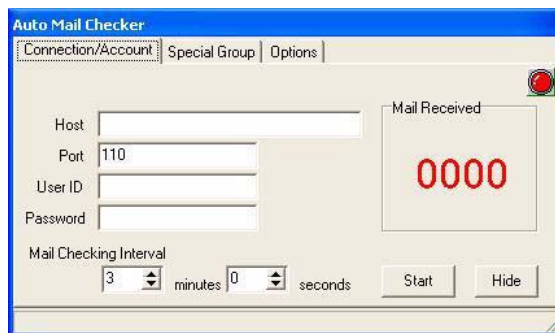 Auto Mail Checker
Connection/Account Special Group Options
Host
Mail Received
Port 110
0000
User ID
Password
Mail Checking Interval
3 minutes 0 seconds
Start Hide